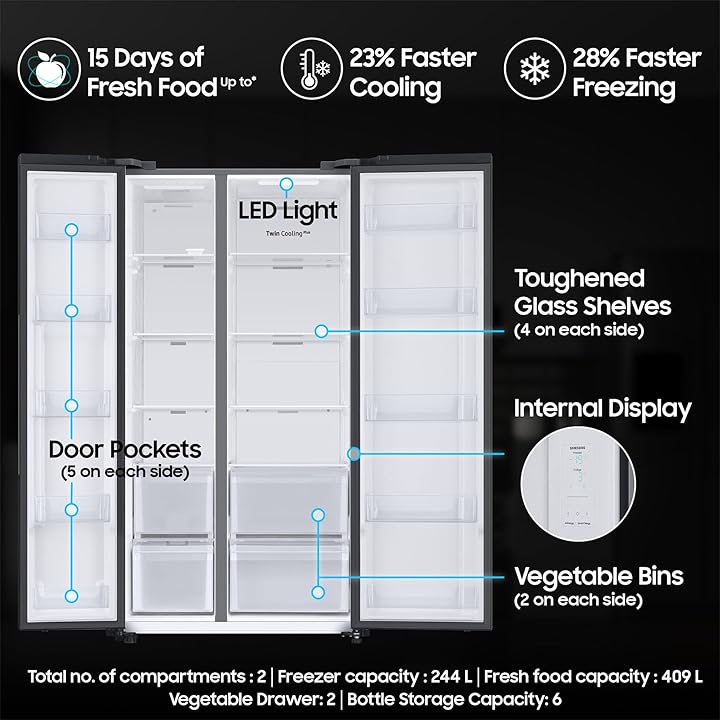 15 Days of
Fresh Food Up to*
23% Faster
Cooling
28% Faster
Freezing
LED Light
Twin Cooling Plus
Toughened
Glass Shelves
(4 on each side)
Internal Display
SAMSUNG
Door Pockets
(5 on each side)
Vegetable Bins
(2 on each side)
Total no. of compartments : 2 | Freezer capacity : 244 L | Fresh food capacity : 409 L
Vegetable Drawer: 2 | Bottle Storage Capacity: 6